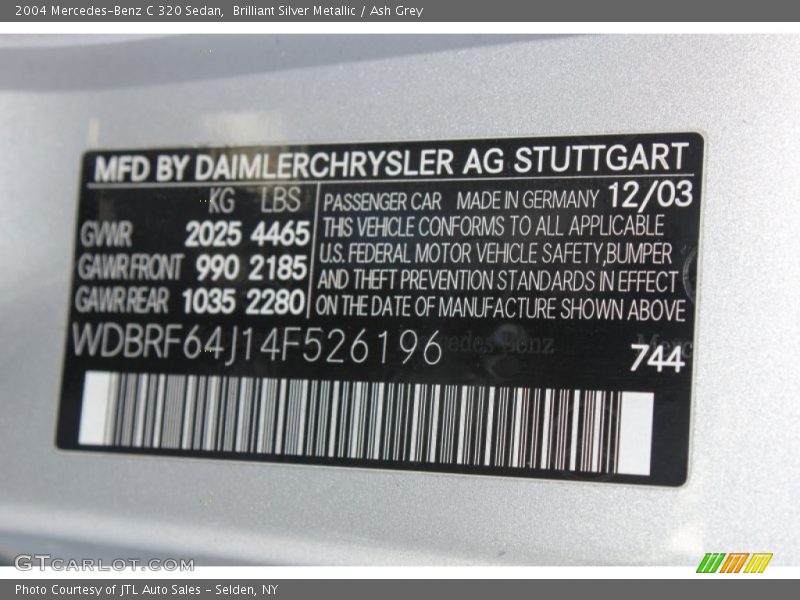 2004 Mercedes-Benz C 320 Sedan,  Brilliant Silver Metallic / Ash Grey
MFD BY DAIMLERCHRYSLER AG STUTTGART
KG LBS
GVWR 2025 4465
GAWR FRONT 990 2185
GAWR REAR 1035 2280
PASSENGER CAR MADE IN GERMANY 12/03
THIS VEHICLE CONFORMS TO ALL APPLICABLE
U.S. FEDERAL MOTOR VEHICLE SAFETY,BUMPER
AND THEFT PREVENTION STANDARDS IN EFFECT
ON THE DATE OF MANUFACTURE SHOWN ABOVE
WDBRF64J14F526196
744
GTCARLOT.COM
Photo Courtesy of JTL Auto Sales - Selden, NY